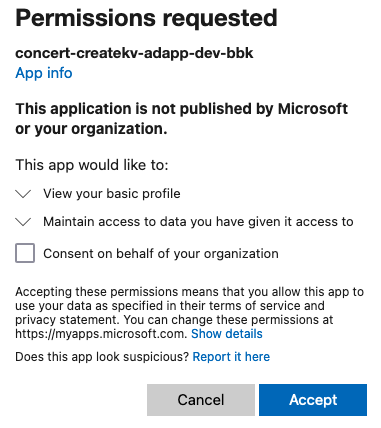 Permissions requested
concert-createkv-adapp-dev-bbk
App info
This application is not published by Microsoft
or your organization.
This app would like to:
View your basic profile
Maintain access to data you have given it access to
Consent on behalf of your organization
Accepting these permissions means that you allow this app to
use your data as specified in their terms of service and
privacy statement. You can change these permissions at
https://myapps.microsoft.com. Show details
Does this app look suspicious? Report it here
Cancel Accept